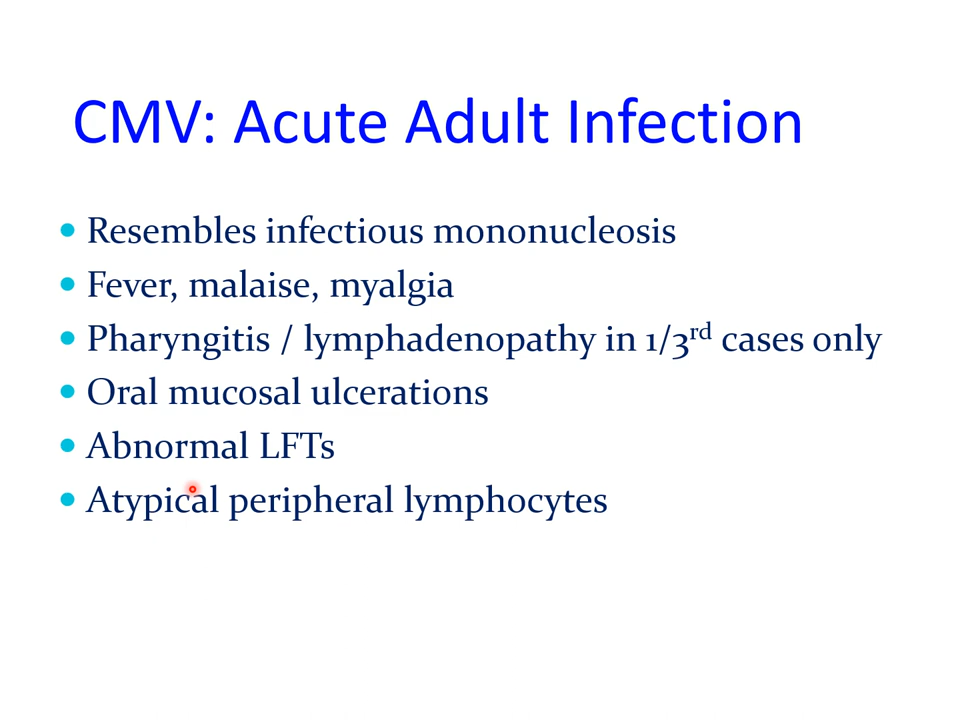 CMV: Acute Adult Infection
• Resembles infectious mononucleosis
• Fever, malaise, myalgia
• Pharyngitis / lymphadenopathy in 1/3rd cases only
• Oral mucosal ulcerations
• Abnormal LFTs
• Atypical peripheral lymphocytes